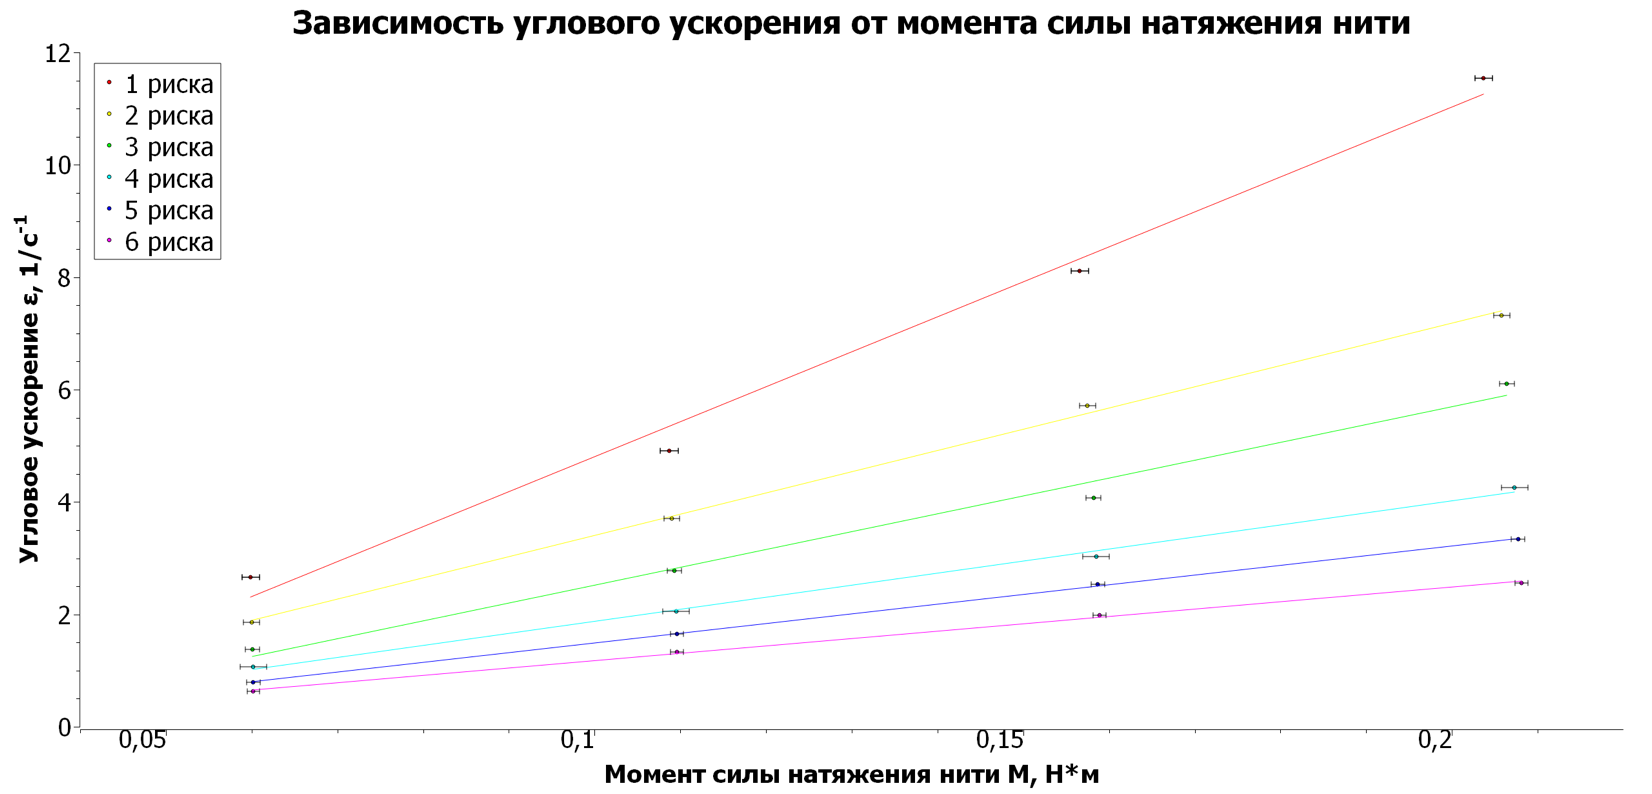 Зависимость углового ускорения от момента силы натяжения нити
12
10
8
6
4
2
0
1 риска
2 риска
3 риска
4 риска
5 риска
6 риска
Угловое ускорение ε, 1/с⁻¹
0,05
0,1
0,15
0,2
Момент силы натяжения нити М, Н*м